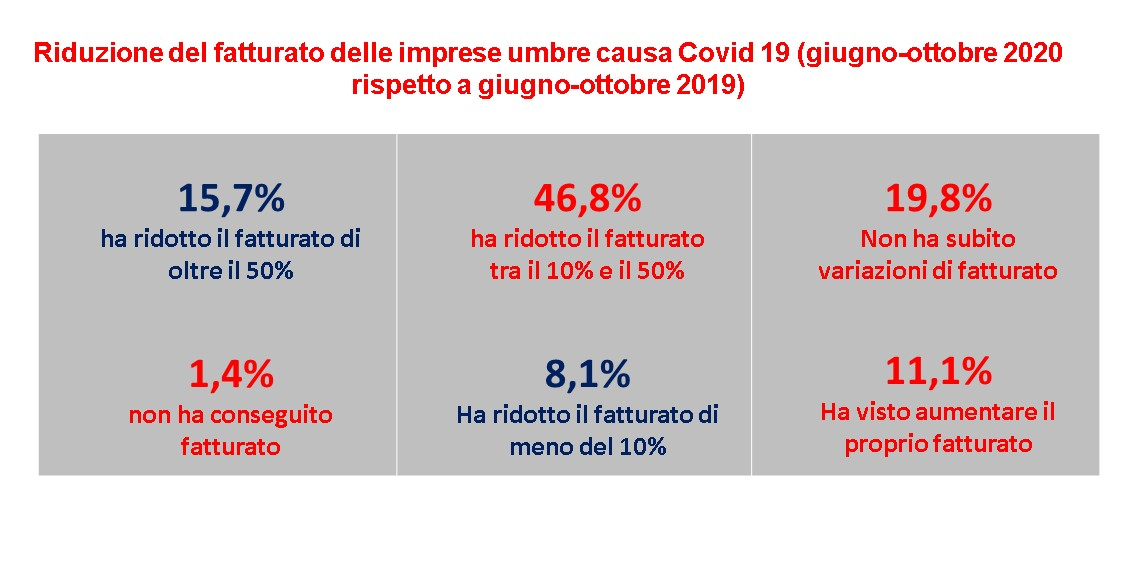 Riduzione del fatturato delle imprese umbre causa Covid 19 (giugno-ottobre 2020
rispetto a giugno-ottobre 2019)
15,7%
ha ridotto il fatturato di
oltre il 50%
46,8%
ha ridotto il fatturato
tra il 10% e il 50%
19,8%
Non ha subito
variazioni di fatturato
1,4%
non ha conseguito
fatturato
8,1%
Ha ridotto il fatturato di
meno del 10%
11,1%
Ha visto aumentare il
proprio fatturato